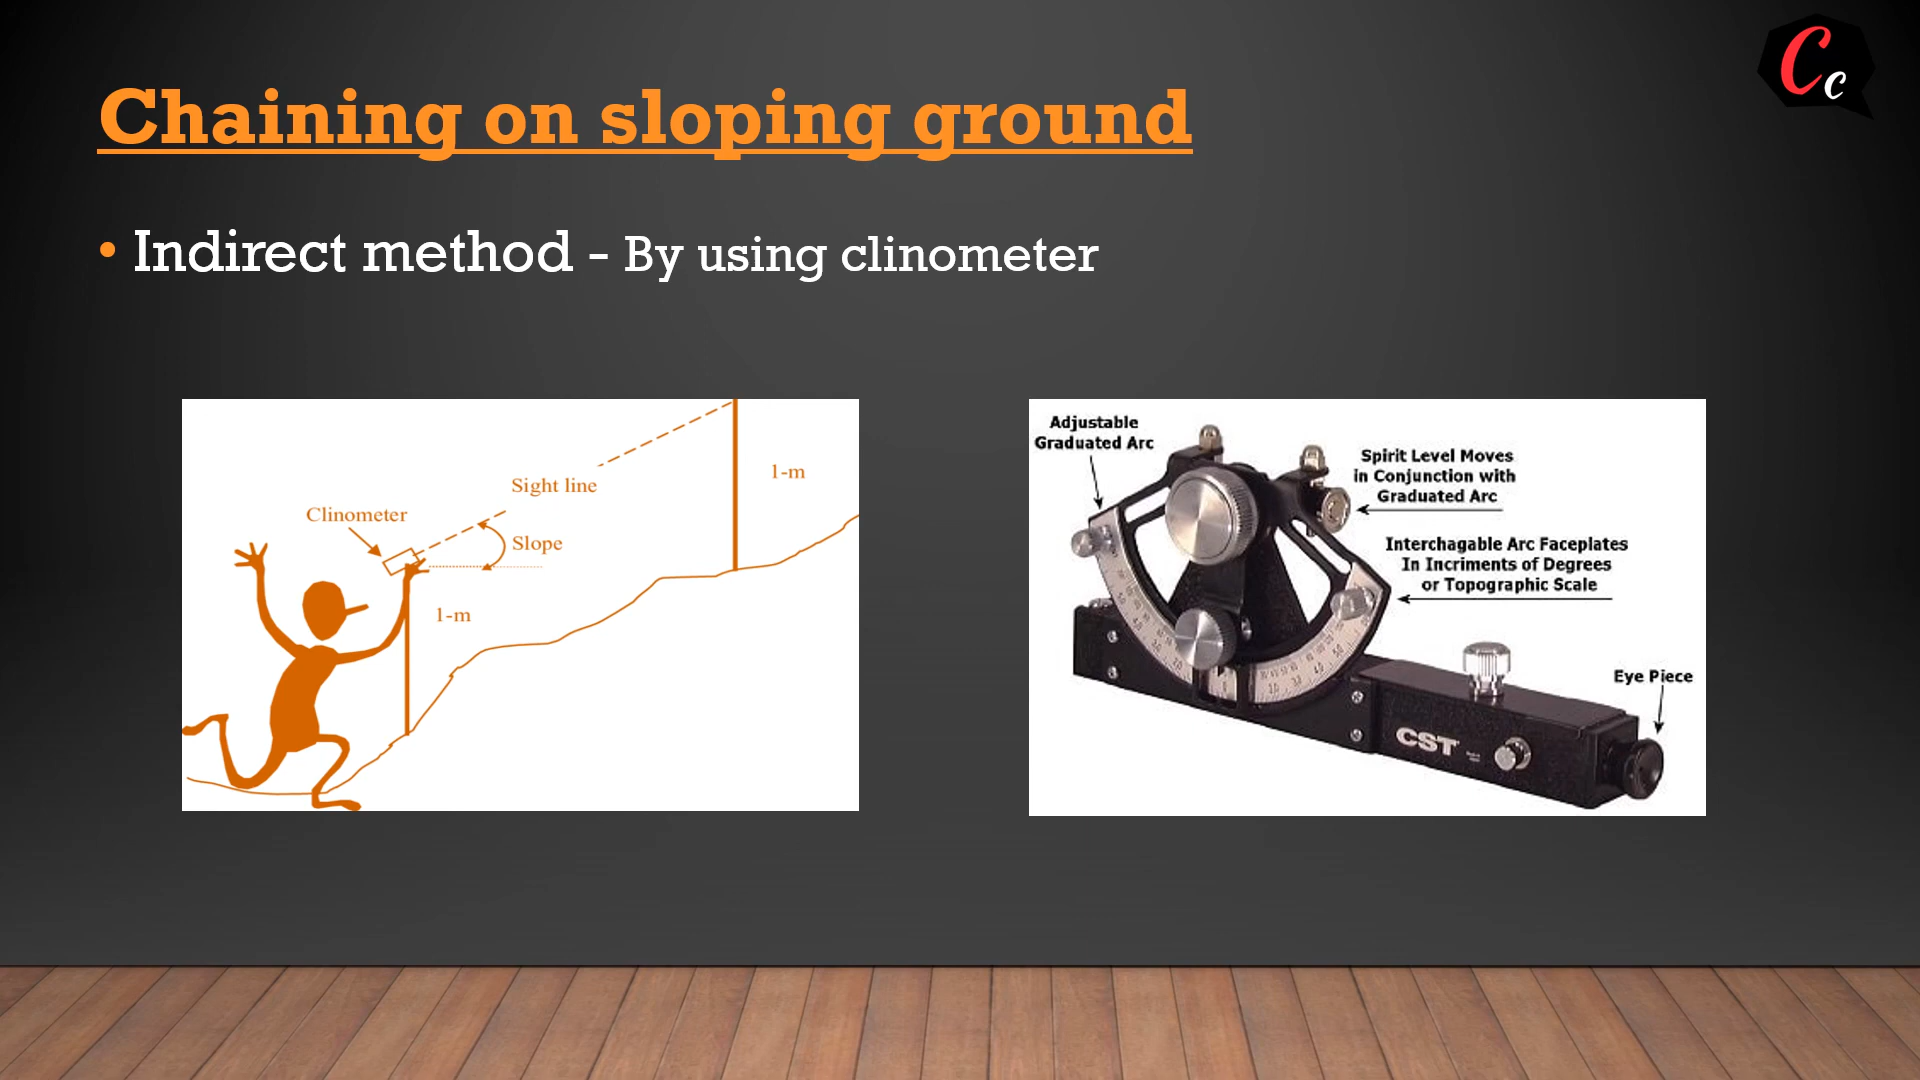 Cc
Chaining on sloping ground
• Indirect method - By using clinometer
Sight line
1-m
Clinometer
Slope
1-m
Adjustable
Graduated Arc
Spirit Level Moves
in Conjunction with
Graduated Arc
Interchagable Arc Faceplates
In Incriments of Degrees
or Topographic Scale
Eye Piece
CST